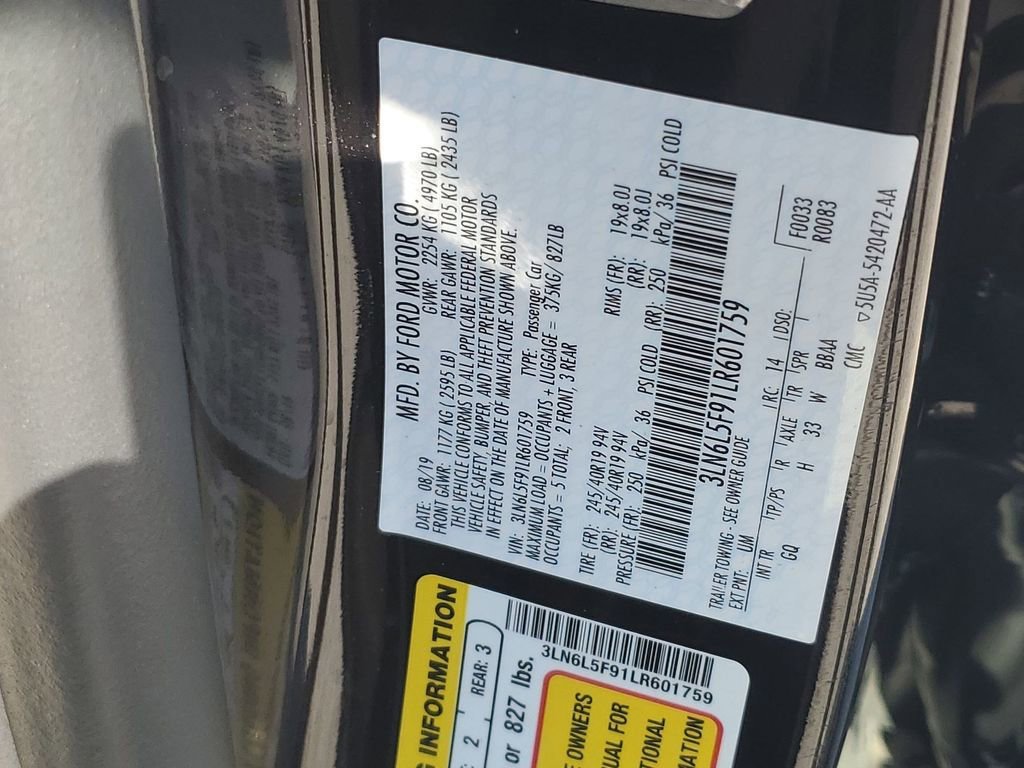 MFD. BY FORD MOTOR CO.
DATE: 08/19 GVWR: 2254 KG ( 4970 LB)
FRONT GAWR: 1177 KG ( 2595 LB) REAR GAWR: 1105 KG ( 2435 LB)
THIS VEHICLE CONFORMS TO ALL APPLICABLE FEDERAL MOTOR
VEHICLE SAFETY, BUMPER, AND THEFT PREVENTION STANDARDS
IN EFFECT ON THE DATE OF MANUFACTURE SHOWN ABOVE.
VIN: 3LN6L5F91LR601759 TYPE: Passenger Car
MAXIMUM LOAD = OCCUPANTS + LUGGAGE = 375KG/ 827LB
OCCUPANTS = 5 TOTAL; 2 FRONT, 3 REAR
TIRE FR): 245/40R19 94V RIMS (FR): 19x8.0J
(RR): 245/40R19 94V (RR): 19x8.0J
PRESSURE(FR): 250 kPa/ 36 PSI COLD (RR): 250 kPa/ 36 PSI COLD
3LN6L5F91LR601759
TRAILER TOWING- SEE OWNER GUIDE
EXT PNT: UM RC: 14 DSO: F0033
INT TR TP/PS R AXLE TR SPR R0083
GQ H 33 W BBAA
CMC 5U5A-5420472-AA
G INFORMATION
: 2 REAR: 3
or 827 lbs.
3LN6L5F91LR601759
E OWNERS
UAL FOR
TIONAL
MATION